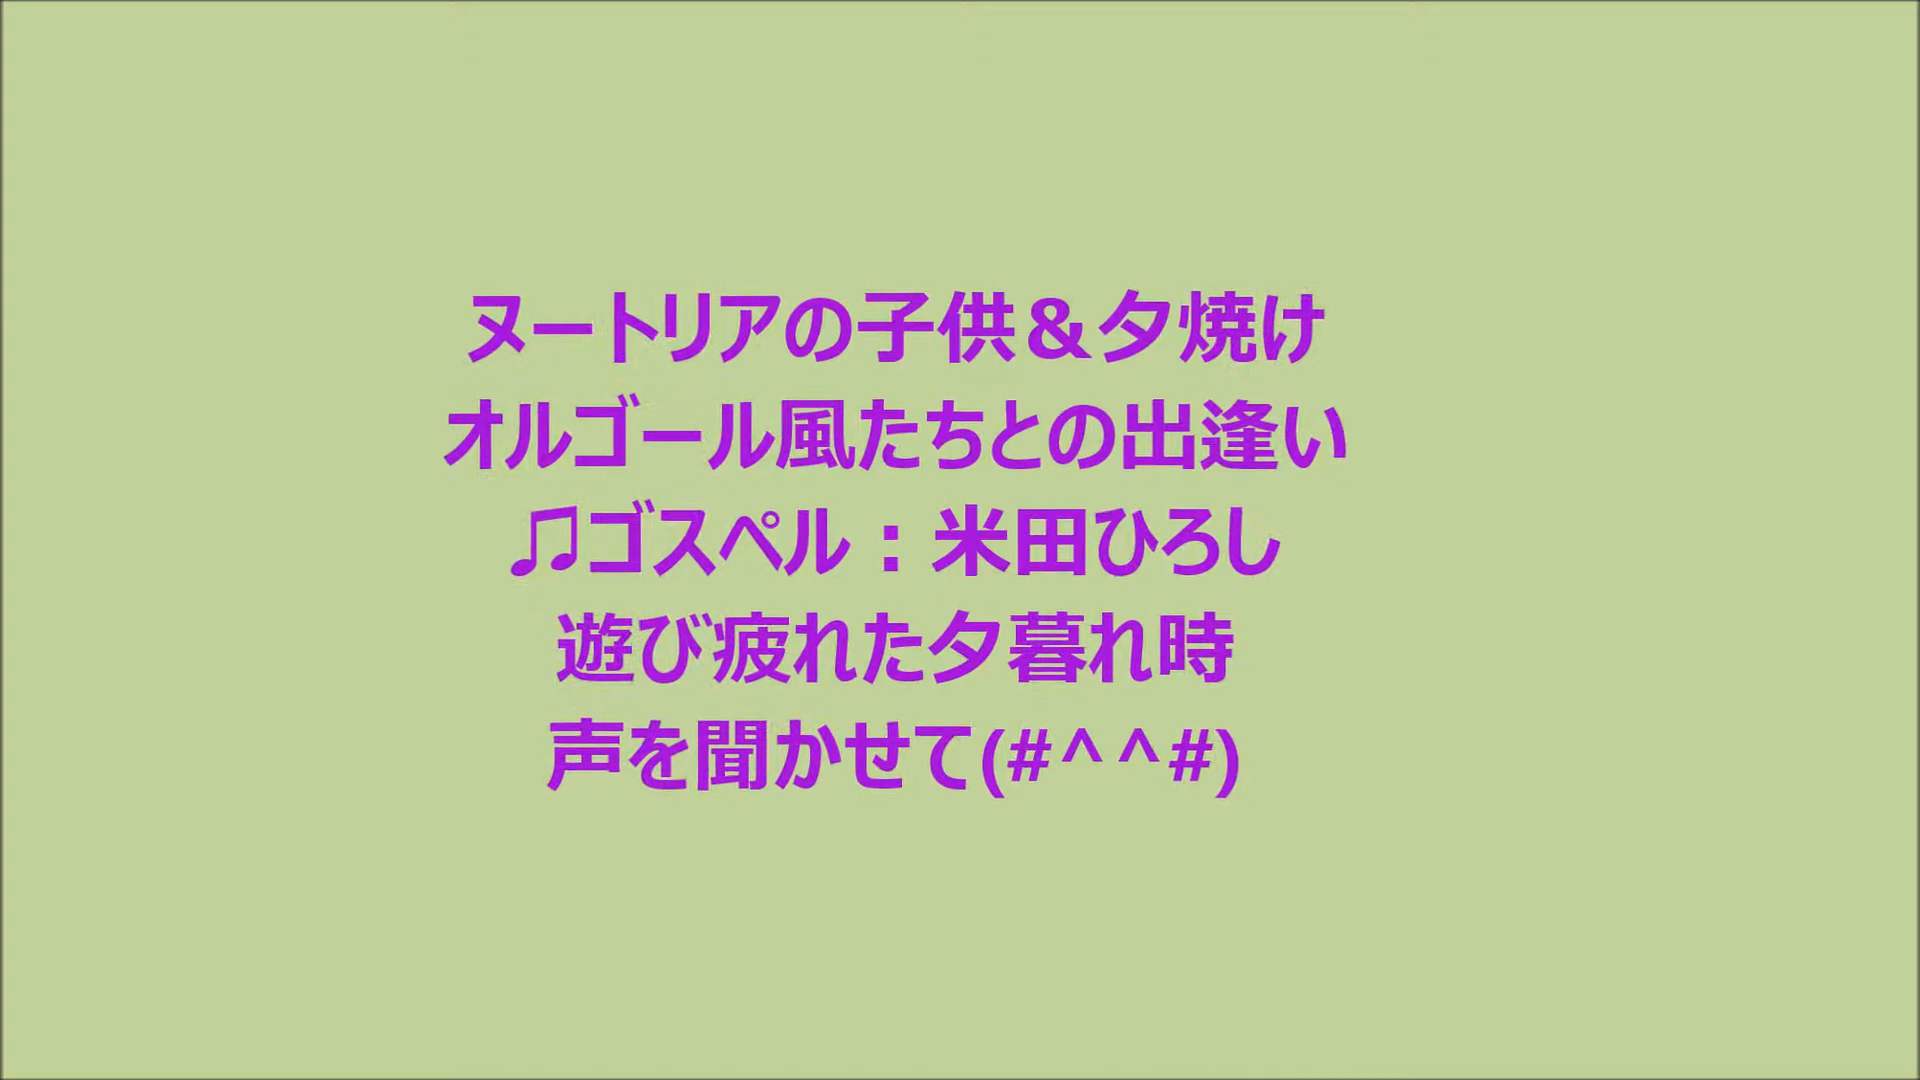 ヌートリアの子供＆夕焼け
オルゴール風たちとの出逢い
♫ゴスペル：米田ひろし
遊び疲れた夕暮れ時
声を聞かせて(#^^#)